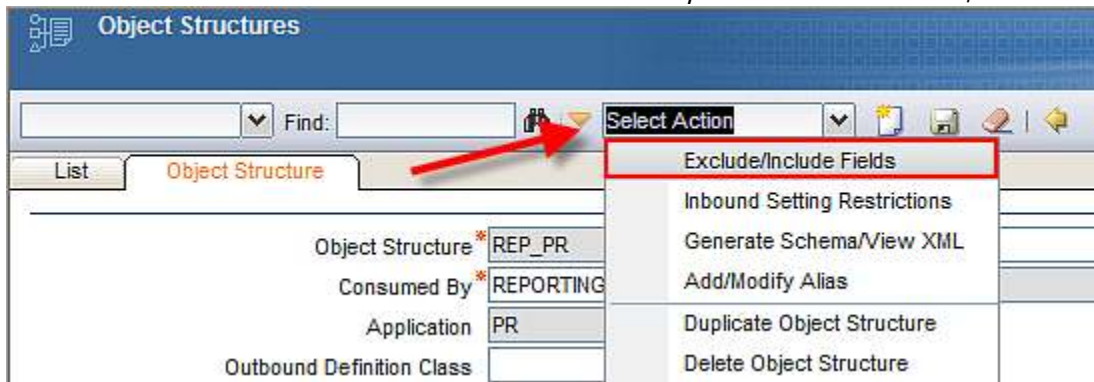 Object Structures
Find:
Select Action
List
Object Structure
Exclude/Include Fields
Inbound Setting Restrictions
Object Structure* REP_PR
Generate Schema/View XML
Consumed By* REPORTING
Add/Modify Alias
Application PR
Duplicate Object Structure
Outbound Definition Class
Delete Object Structure